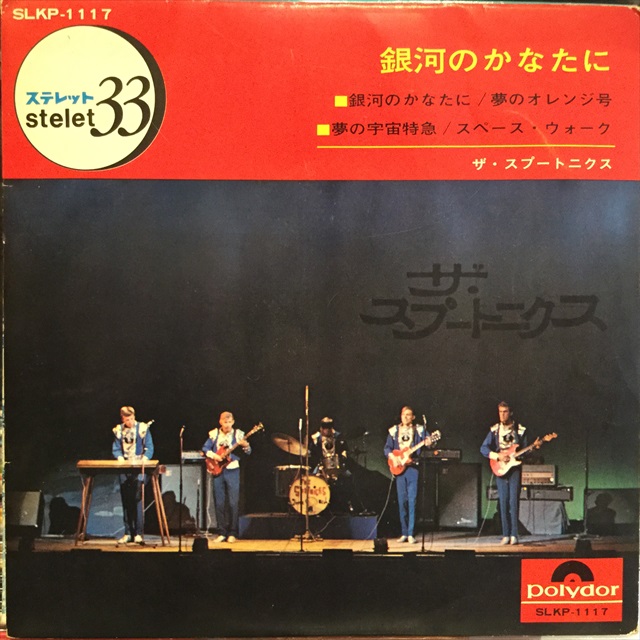 SLKP-1117
ステレット
stelet 33
銀河のかなたに
■銀河のかなたに/夢のオレンジ号
■夢の宇宙特急/スペース・ウォーク
ザ・スプートニクス
ザ・
スプートニクス
polydor
SLKP-1117